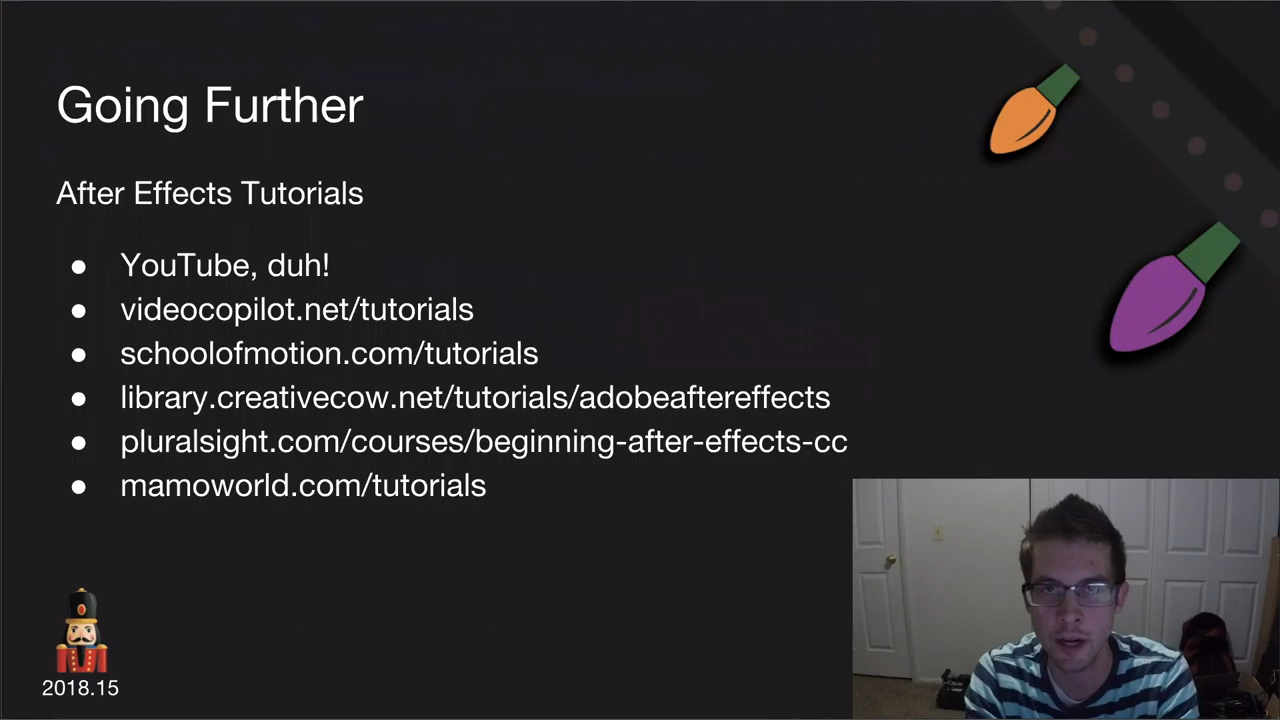 Going Further
After Effects Tutorials
● YouTube, duh!
● videocopilot.net/tutorials
● schoolofmotion.com/tutorials
● library.creativecow.net/tutorials/adobeaftereffects
● pluralsight.com/courses/beginning-after-effects-cc
● mamoworld.com/tutorials
2018.15